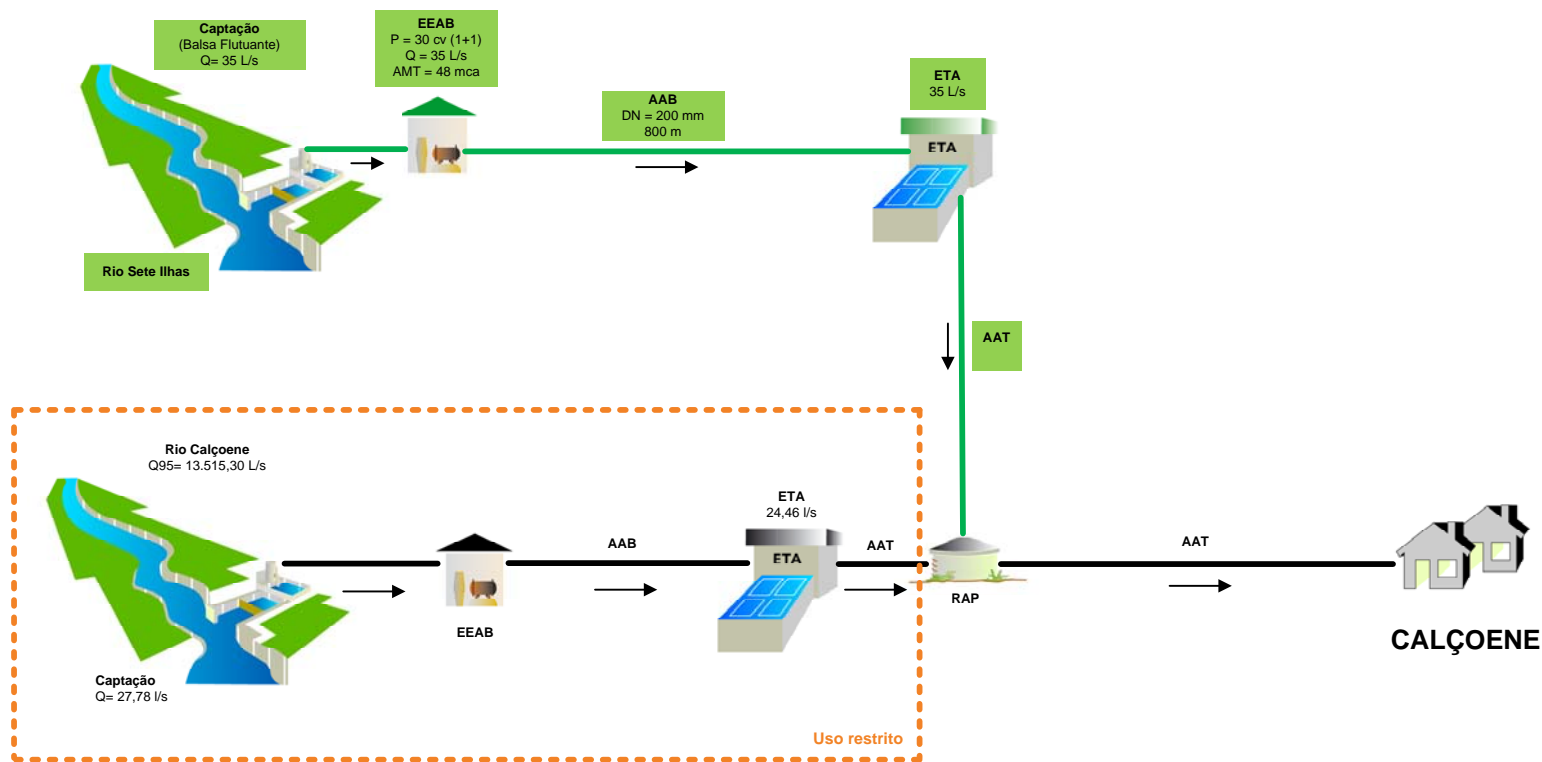 Captação
(Balsa Flutuante)
Q= 35 L/s
EEAB
P = 30 cv (1+1)
Q = 35 L/s
AMT = 48 mca
AAB
DN = 200 mm
800 m
ETA
35 L/s
ETA
Rio Sete Ilhas
AAT
Rio Calçoene
Q95= 13.515,30 L/s
ETA
24,46 l/s
AAB
ETA
AAT
AAT
RAP
EEAB
CALÇOENE
Captação
Q= 27,78 l/s
Uso restrito